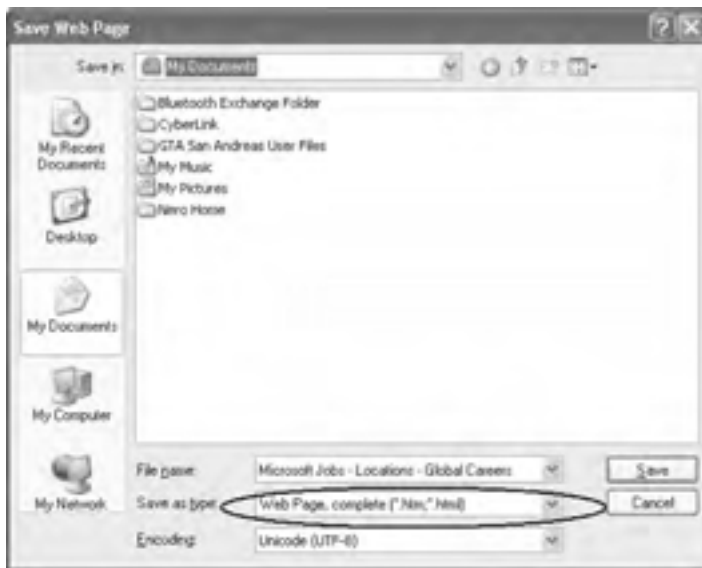 Save Web Page
Save in: My Documents
My Recent Documents
Desktop
My Documents
My Computer
My Network
Bluetooth Exchange Folder
CyberLink
GTA San Andreas User Files
My Music
My Pictures
Nero Home
File name: Microsoft Jobs - Locations - Global Careers Save
Save as type: Web Page, complete (*.htm;*.html) Cancel
Encoding: Unicode (UTF-8)